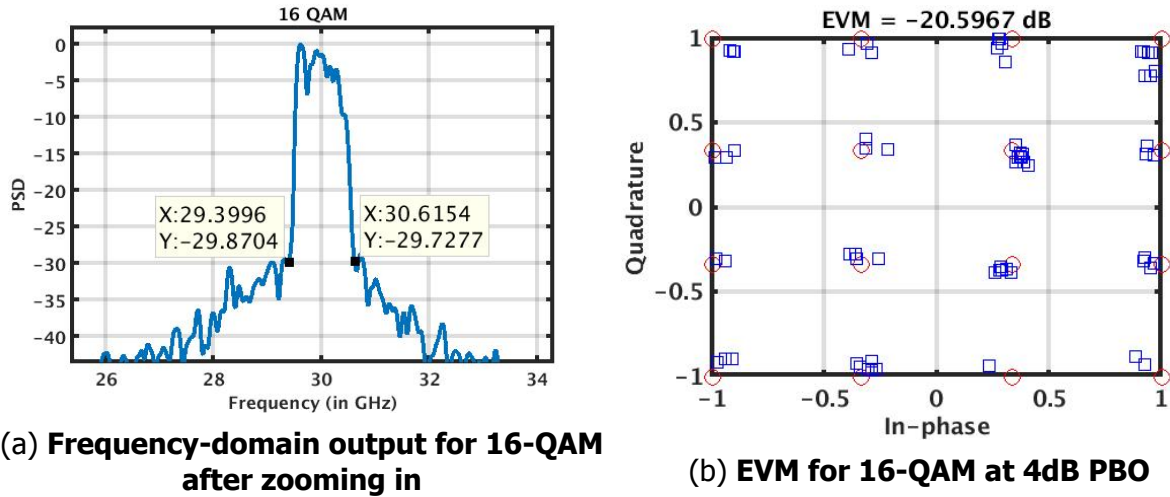 16 QAM
0
-5
-10
-15
-20
-25
-30
-35
-40
PSD
X:29.3996
Y:-29.8704
X:30.6154
Y:-29.7277
26 28 30 32 34
Frequency (in GHz)
(a) Frequency-domain output for 16-QAM
after zooming in
EVM = -20.5967 dB
1
0.5
0
-0.5
-1
Quadrature
-1 -0.5 0 0.5 1
In-phase
(b) EVM for 16-QAM at 4dB PBO